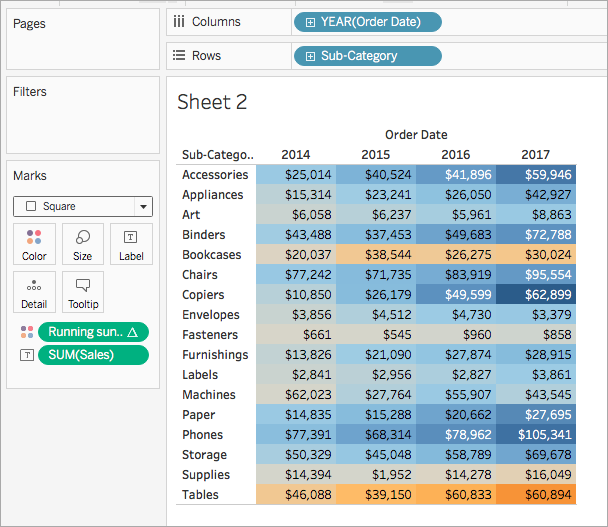 Pages
Columns
YEAR(Order Date)
Rows
Sub-Category
Filters
Sheet 2
Order Date
Sub-Catego.. 2014 2015 2016 2017
Accessories $25,014 $40,524 $41,896 $59,946
Appliances $15,314 $23,241 $26,050 $42,927
Art $6,058 $6,237 $5,961 $8,863
Binders $43,488 $37,453 $49,683 $72,788
Bookcases $20,037 $38,544 $26,275 $30,024
Chairs $77,242 $71,735 $83,919 $95,554
Copiers $10,850 $26,179 $49,599 $62,899
Envelopes $3,856 $4,512 $4,730 $3,379
Fasteners $661 $545 $960 $858
Furnishings $13,826 $21,090 $27,874 $28,915
Labels $2,841 $2,956 $2,827 $3,861
Machines $62,023 $27,764 $55,907 $43,545
Paper $14,835 $15,288 $20,662 $27,695
Phones $77,391 $68,314 $78,962 $105,341
Storage $50,329 $45,048 $58,789 $69,678
Supplies $14,394 $1,952 $14,278 $16,049
Tables $46,088 $39,150 $60,833 $60,894
Marks
Square
Color Size Label
Detail Tooltip
Running sun..
SUM(Sales)